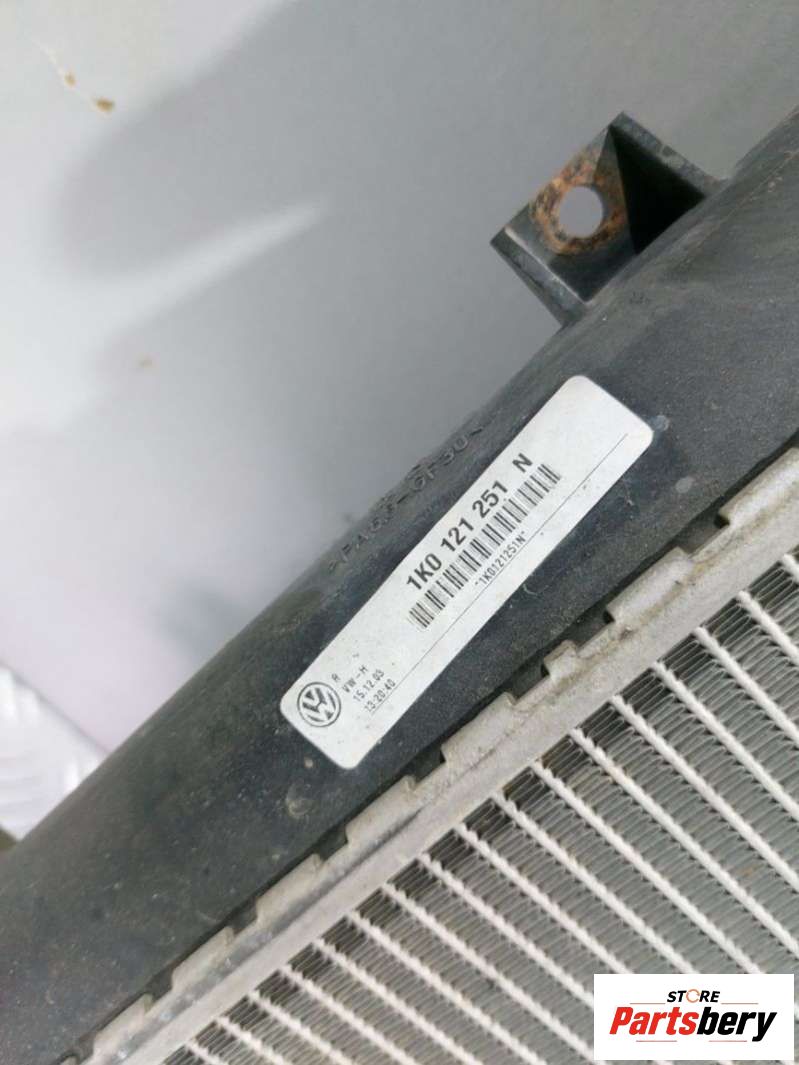 >PA66-GF30<
1K0 121 251 N
*1K0121251N*
R
VW-H
15.12.03
13:20:40
STORE
Partsbery